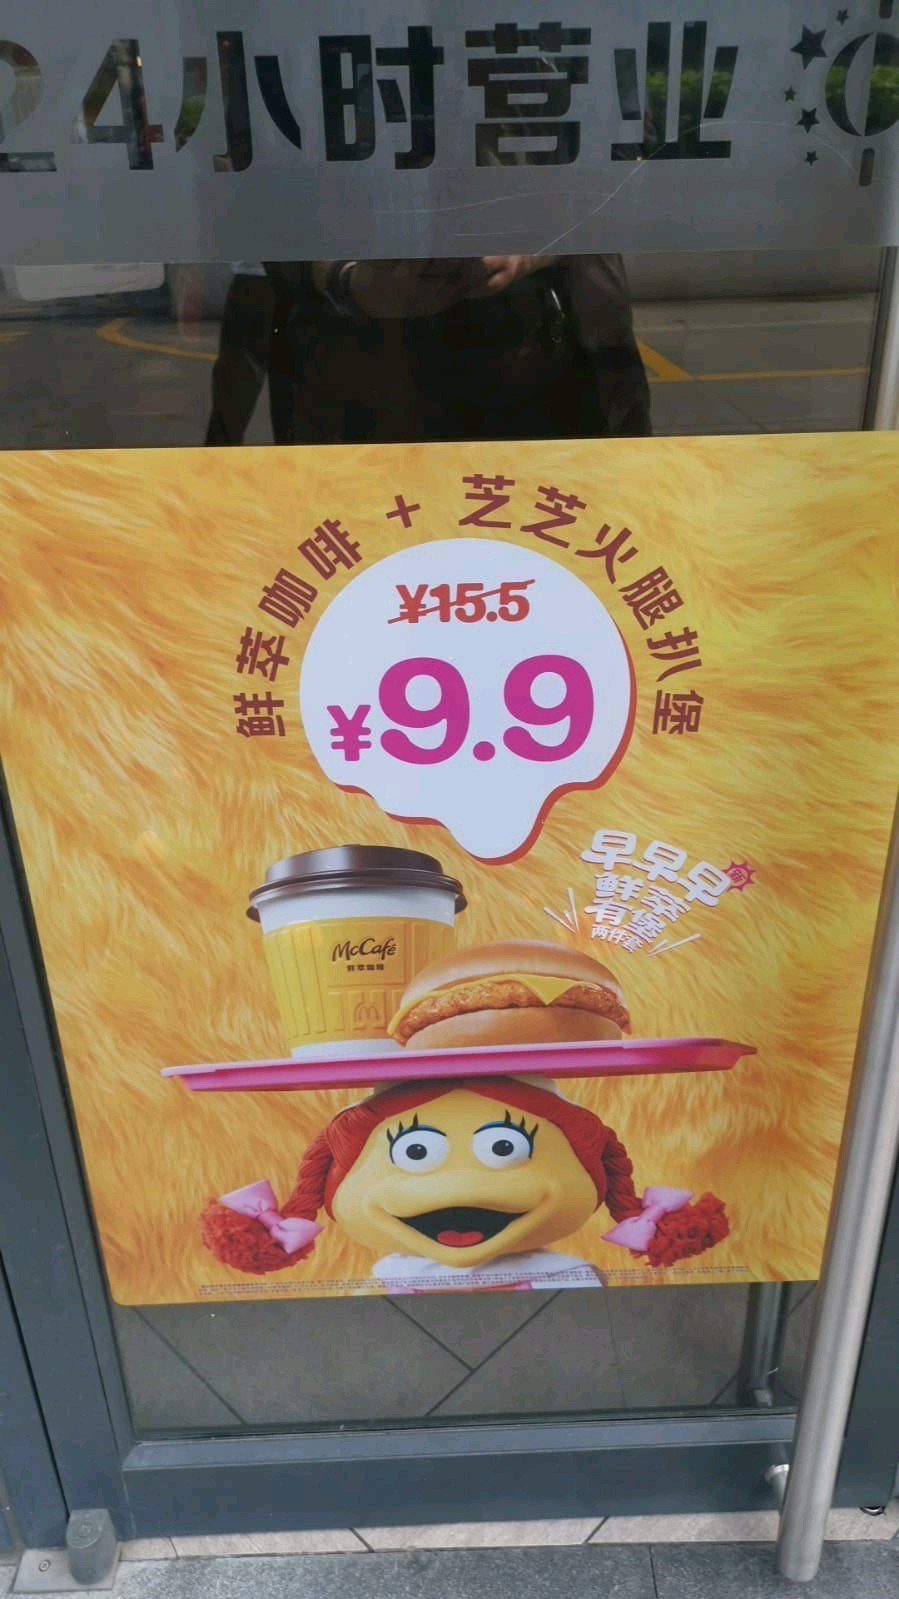 24小时营业
鲜萃咖啡 + 芝芝火腿扒堡
¥15.5
¥9.9
早早早
鲜萃
有堡
两件套
McCafé
鲜萃咖啡